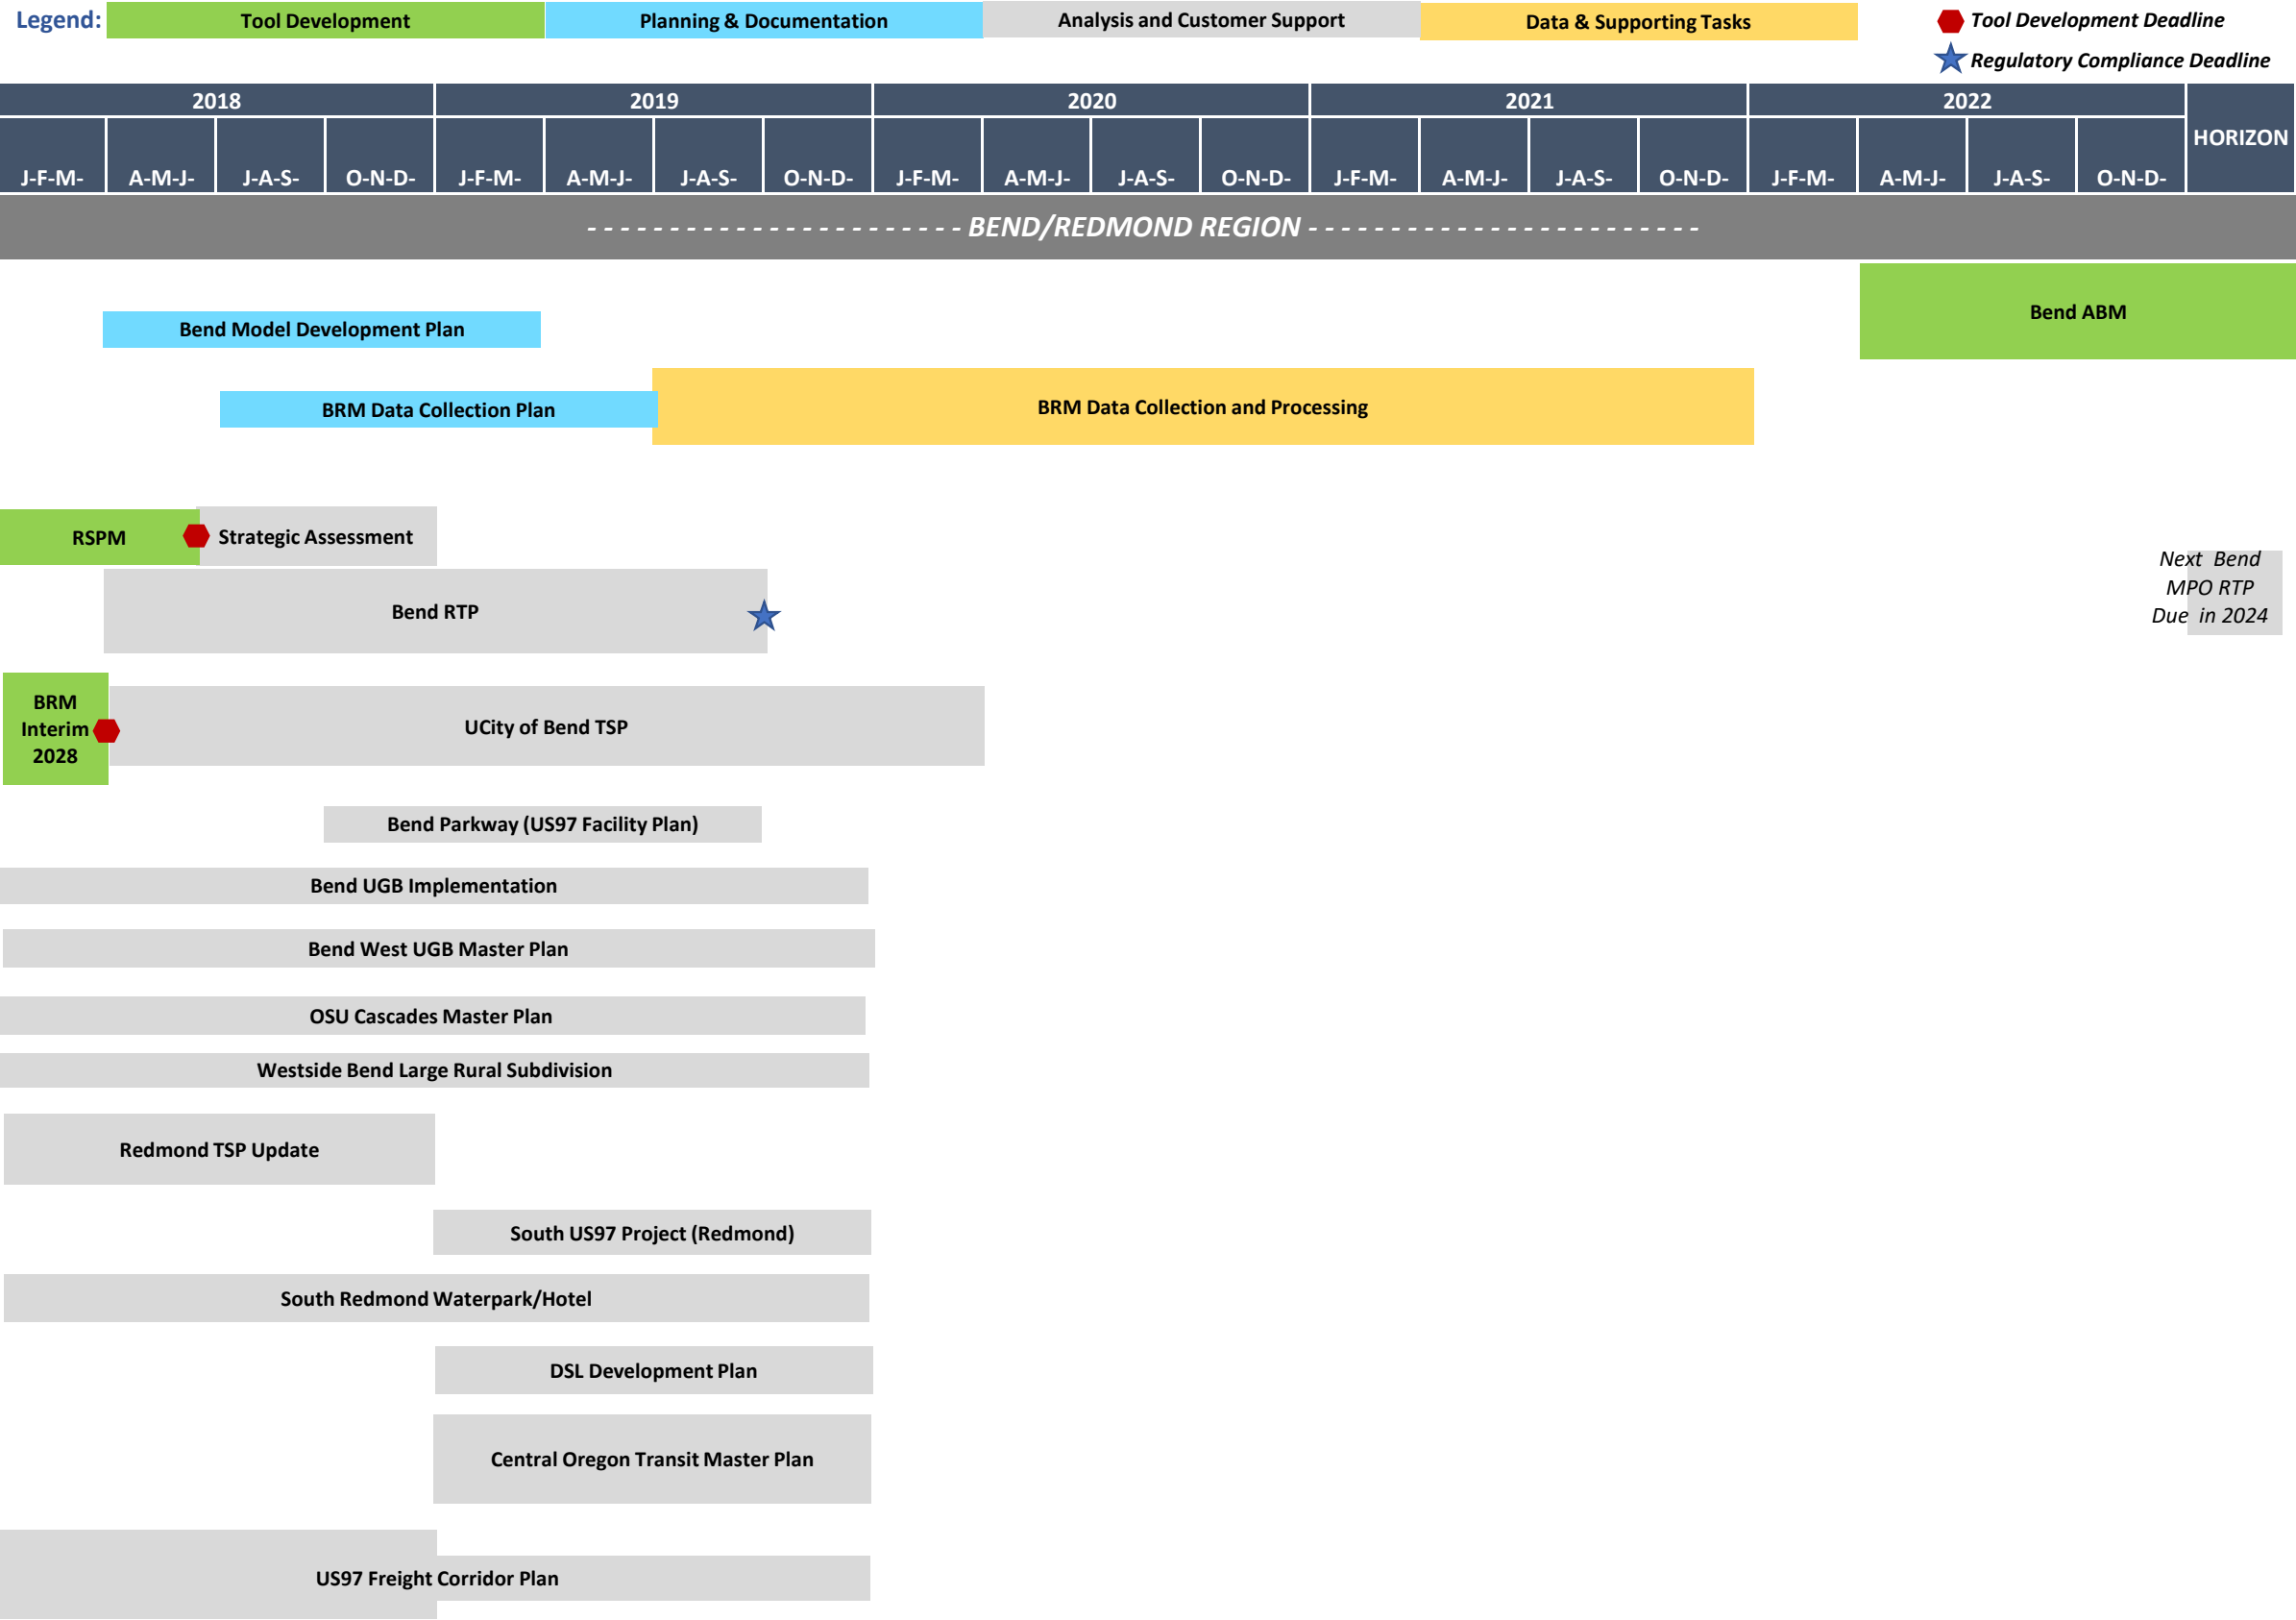 Legend:
Tool Development
Planning & Documentation
Analysis and Customer Support
Data & Supporting Tasks
Tool Development Deadline
Regulatory Compliance Deadline
2018 2019 2020 2021 2022
HORIZON
J-F-M- A-M-J- J-A-S- O-N-D- J-F-M- A-M-J- J-A-S- O-N-D- J-F-M- A-M-J- J-A-S- O-N-D- J-F-M- A-M-J- J-A-S- O-N-D- J-F-M- A-M-J- J-A-S- O-N-D-
- - - - - - - - - - - - - - - - - - - - - - - BEND/REDMOND REGION - - - - - - - - - - - - - - - - - - - - - - - -
Bend ABM
Bend Model Development Plan
BRM Data Collection Plan
BRM Data Collection and Processing
RSPM
Strategic Assessment
Bend RTP
Next Bend
MPO RTP
Due in 2024
BRM
Interim
2028
UCity of Bend TSP
Bend Parkway (US97 Facility Plan)
Bend UGB Implementation
Bend West UGB Master Plan
OSU Cascades Master Plan
Westside Bend Large Rural Subdivision
Redmond TSP Update
South US97 Project (Redmond)
South Redmond Waterpark/Hotel
DSL Development Plan
Central Oregon Transit Master Plan
US97 Freight Corridor Plan